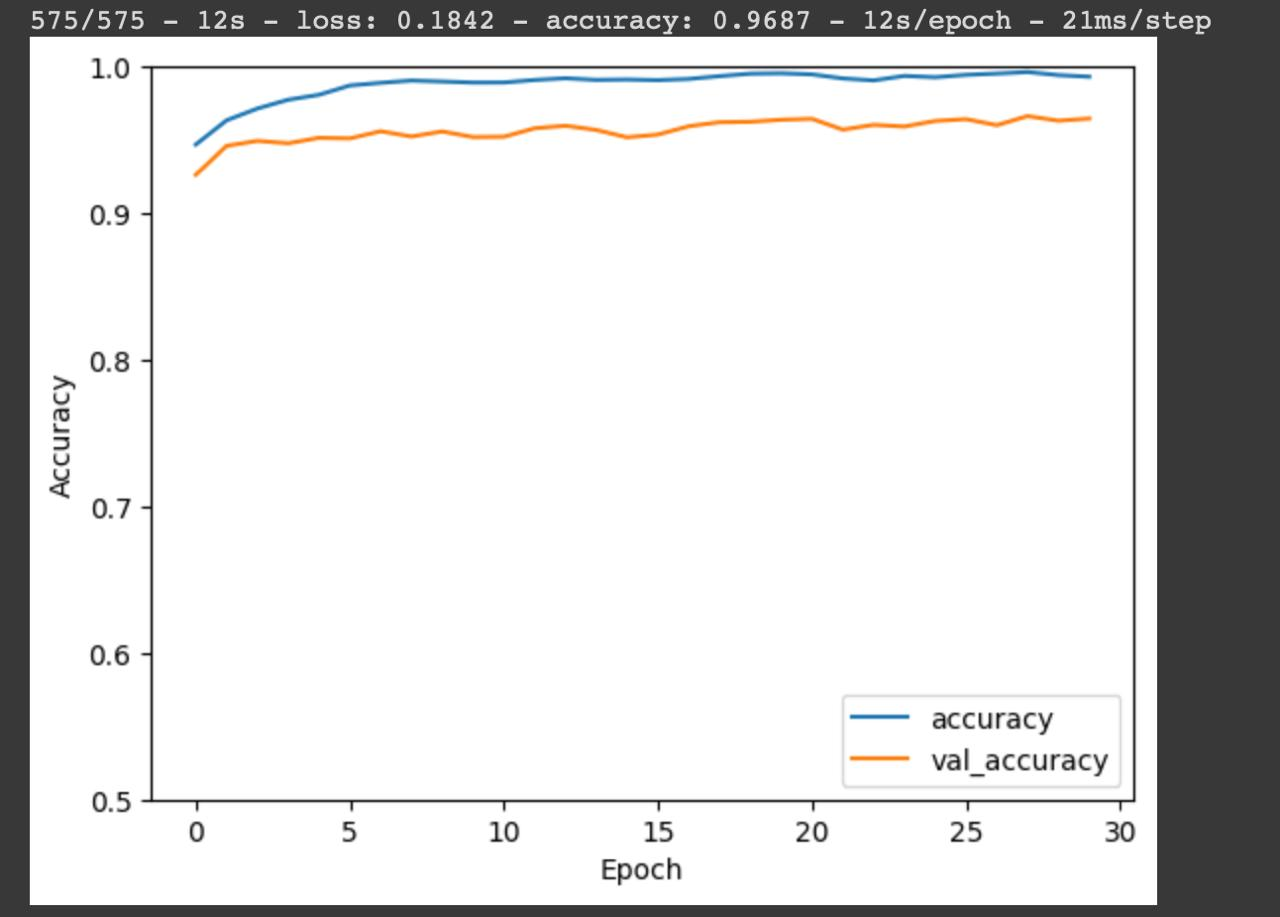 575/575 - 12s - loss: 0.1842 - accuracy: 0.9687 - 12s/epoch - 21ms/step
1.0
0.9
0.8
0.7
0.6
0.5
Accuracy
accuracy
val_accuracy
0 5 10 15 20 25 30
Epoch